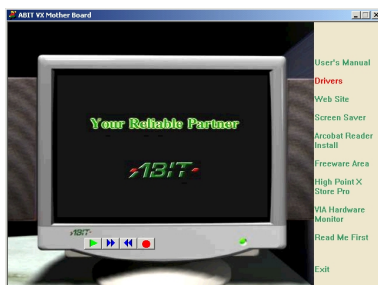 ABIT VX Mother Board
Your Reliable Partner
ABIT
ABIT
User's Manual
Drivers
Web Site
Screen Saver
Arcobat Reader
Install
Freeware Area
High Point X
Store Pro
VIA Hardware
Monitor
Read Me First
Exit